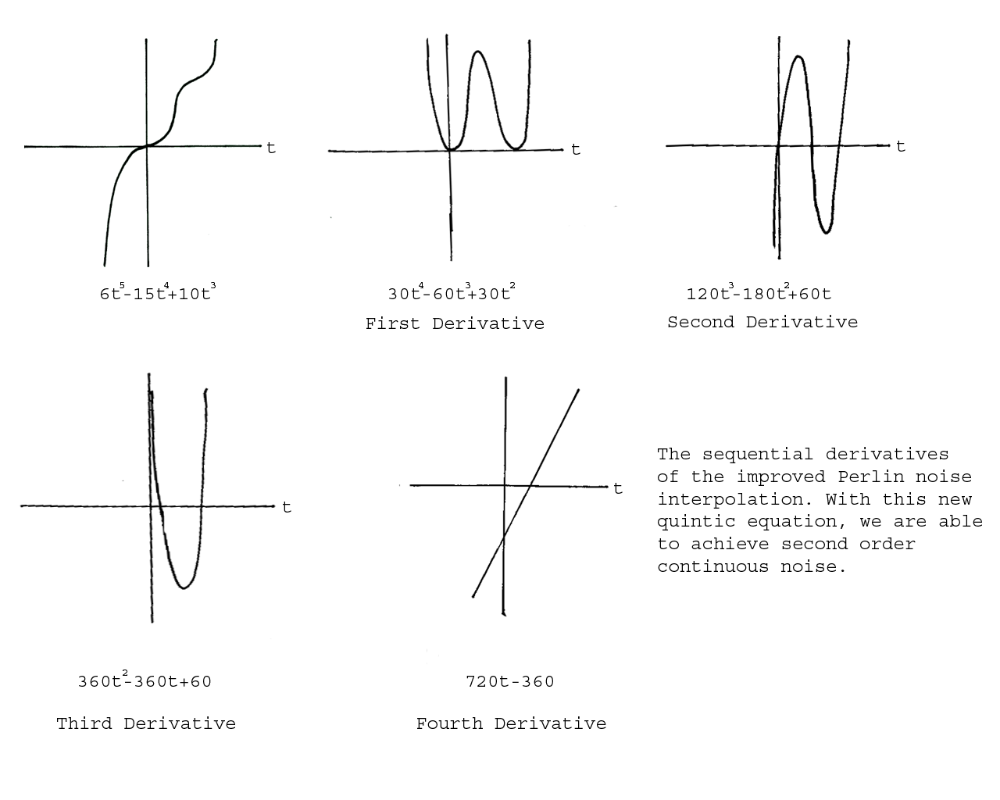 t
t
t
6t⁵-15t⁴+10t³
30t⁴-60t³+30t²
120t³-180t²+60t
First Derivative
Second Derivative
t
t
The sequential derivatives
of the improved Perlin noise
interpolation. With this new
quintic equation, we are able
to achieve second order
continuous noise.
360t²-360t+60
720t-360
Third Derivative
Fourth Derivative